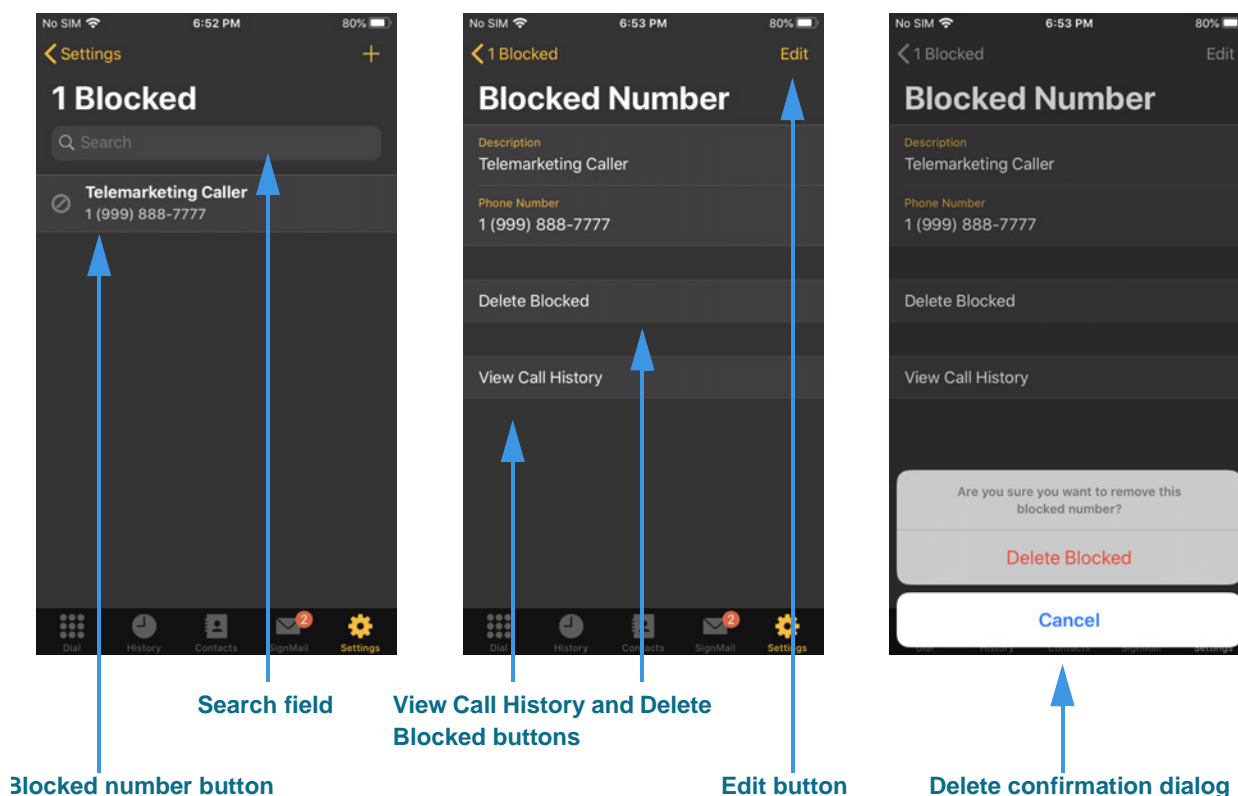 No SIM 6:52 PM 80%
Settings +
1 Blocked
Search
Telemarketing Caller
1 (999) 888-7777
2
Dial History Contacts SignMail Settings
No SIM 6:53 PM 80%
1 Blocked Edit
Blocked Number
Description
Telemarketing Caller
Phone Number
1 (999) 888-7777
Delete Blocked
View Call History
2
Dial History Contacts SignMail Settings
No SIM 6:53 PM 80%
1 Blocked Edit
Blocked Number
Description
Telemarketing Caller
Phone Number
1 (999) 888-7777
Delete Blocked
View Call History
Are you sure you want to remove this
blocked number?
Delete Blocked
Cancel
Dial History Contacts SignMail Settings
Search field
View Call History and Delete
Blocked buttons
Blocked number button
Edit button
Delete confirmation dialog